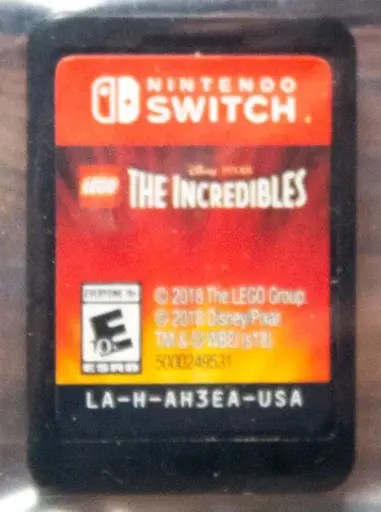 NINTENDO
SWITCH
Disney PIXAR
LEGO THE INCREDIBLES
EVERYONE 10+
E
10+
ESRB
© 2018 The LEGO Group.
© 2018 Disney/Pixar
TM & © WBEI (s18)
5000249531
LA-H-AH3EA-USA